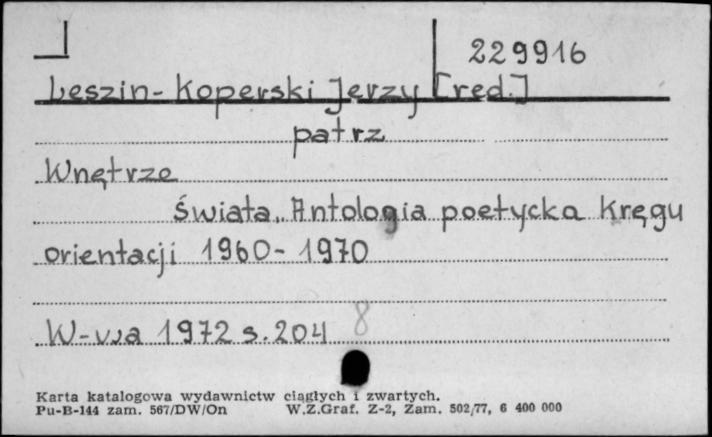 229916
Leszin-Koperski Jerzy [red.]
patrz
Wnętrze
Świata. Antologia poetycka Kręgu
orientacji 1960-1970
8
W-wa 1972 s. 204
Karta katalogowa wydawnictw ciągłych i zwartych.
Pu-B-144 zam. 567/DW/On W.Z.Graf. Z-2, Zam. 502/77, 6 400 000